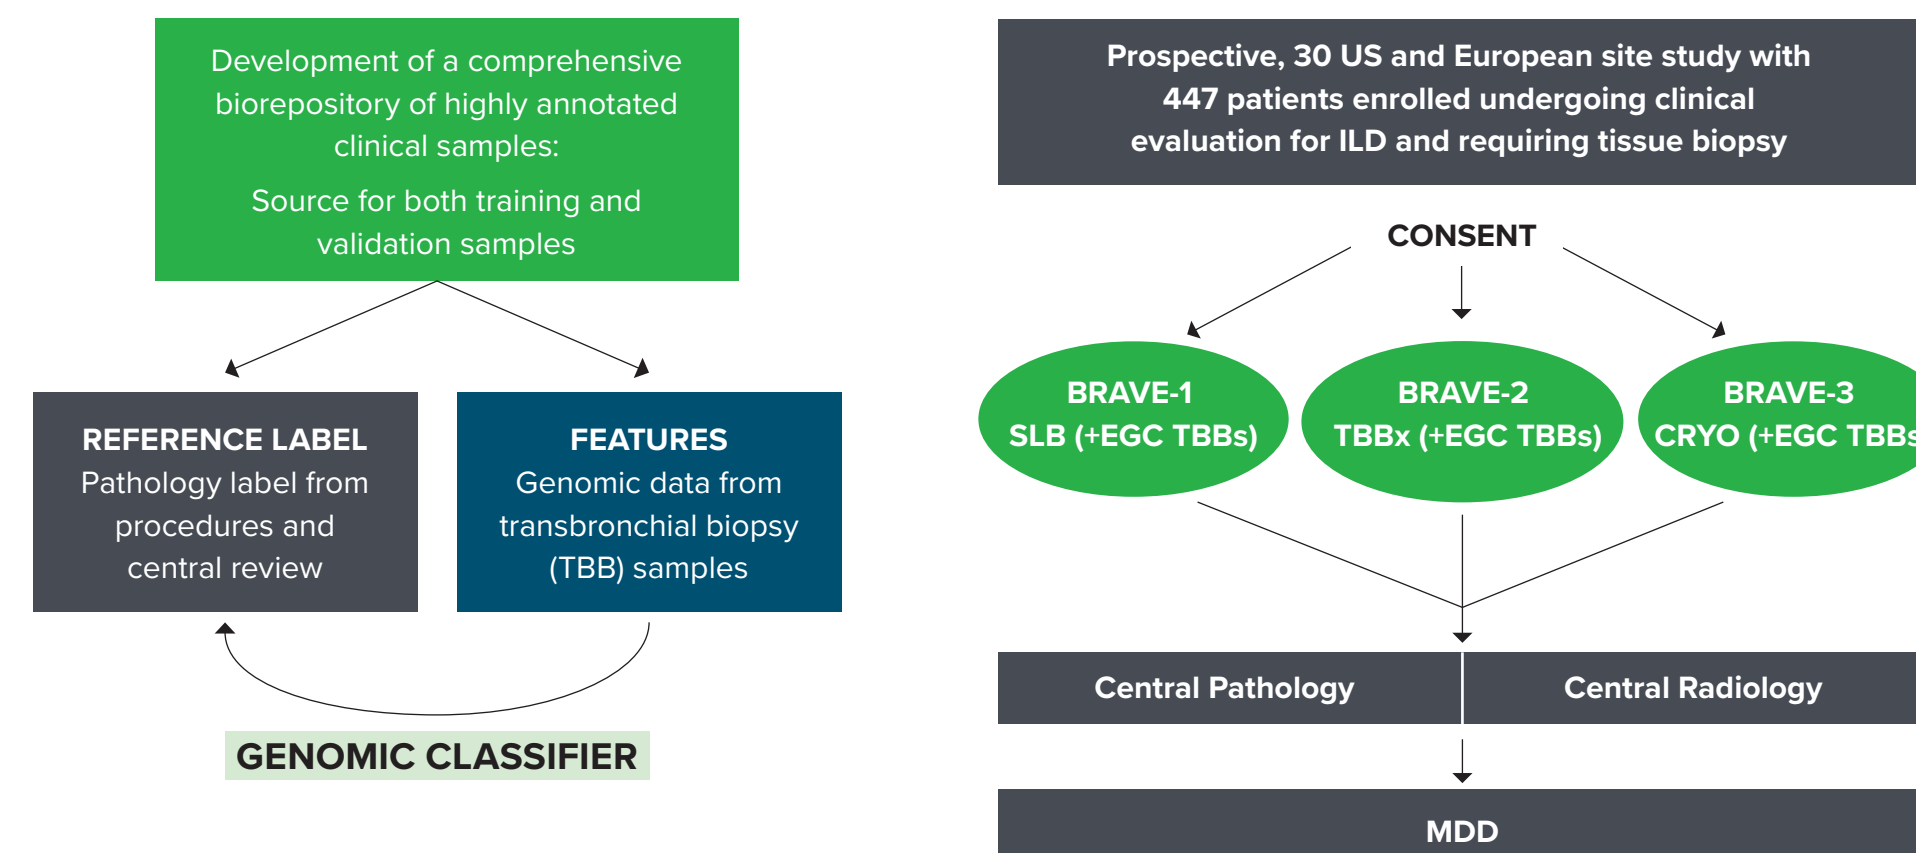 Development of a comprehensive
biorepository of highly annotated
clinical samples:
Source for both training and
validation samples
REFERENCE LABEL
Pathology label from
procedures and
central review
FEATURES
Genomic data from
transbronchial biopsy
(TBB) samples
GENOMIC CLASSIFIER
Prospective, 30 US and European site study with
447 patients enrolled undergoing clinical
evaluation for ILD and requiring tissue biopsy
CONSENT
BRAVE-1
SLB (+EGC TBBs)
BRAVE-2
TBBx (+EGC TBBs)
BRAVE-3
CRYO (+EGC TBBs
Central Pathology
Central Radiology
MDD